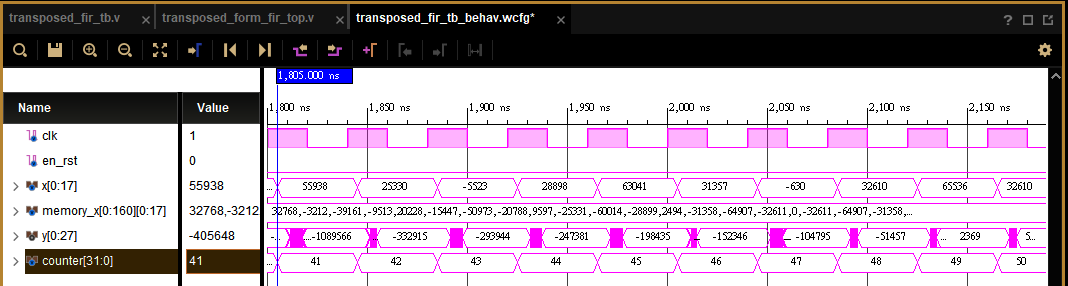 transposed_fir_tb.v × transposed_form_fir_top.v × transposed_fir_tb_behav.wcfg* × ?
1,805.000 ns
Name Value 1,800 ns 1,850 ns 1,900 ns 1,950 ns 2,000 ns 2,050 ns 2,100 ns 2,150 ns
clk 1
en_rst 0
x[0:17] 55938 ... 55938 25330 -5523 28898 63041 31357 -630 32610 65536 32610
memory_x[0:160][0:17] 32768,-3212 32768,-3212,-39161,-9513,20228,-15447,-50973,-20788,9597,-25331,-60014,-28899,2494,-31358,-64907,-32611,0,-32611,-64907,-31358,...
y[0:27] -405648 -... -1089566 -332915 -293944 -247381 -198435 -152346 -104795 -51457 ... 2369 5...
counter[31:0] 41 ... 41 42 43 44 45 46 47 48 49 50